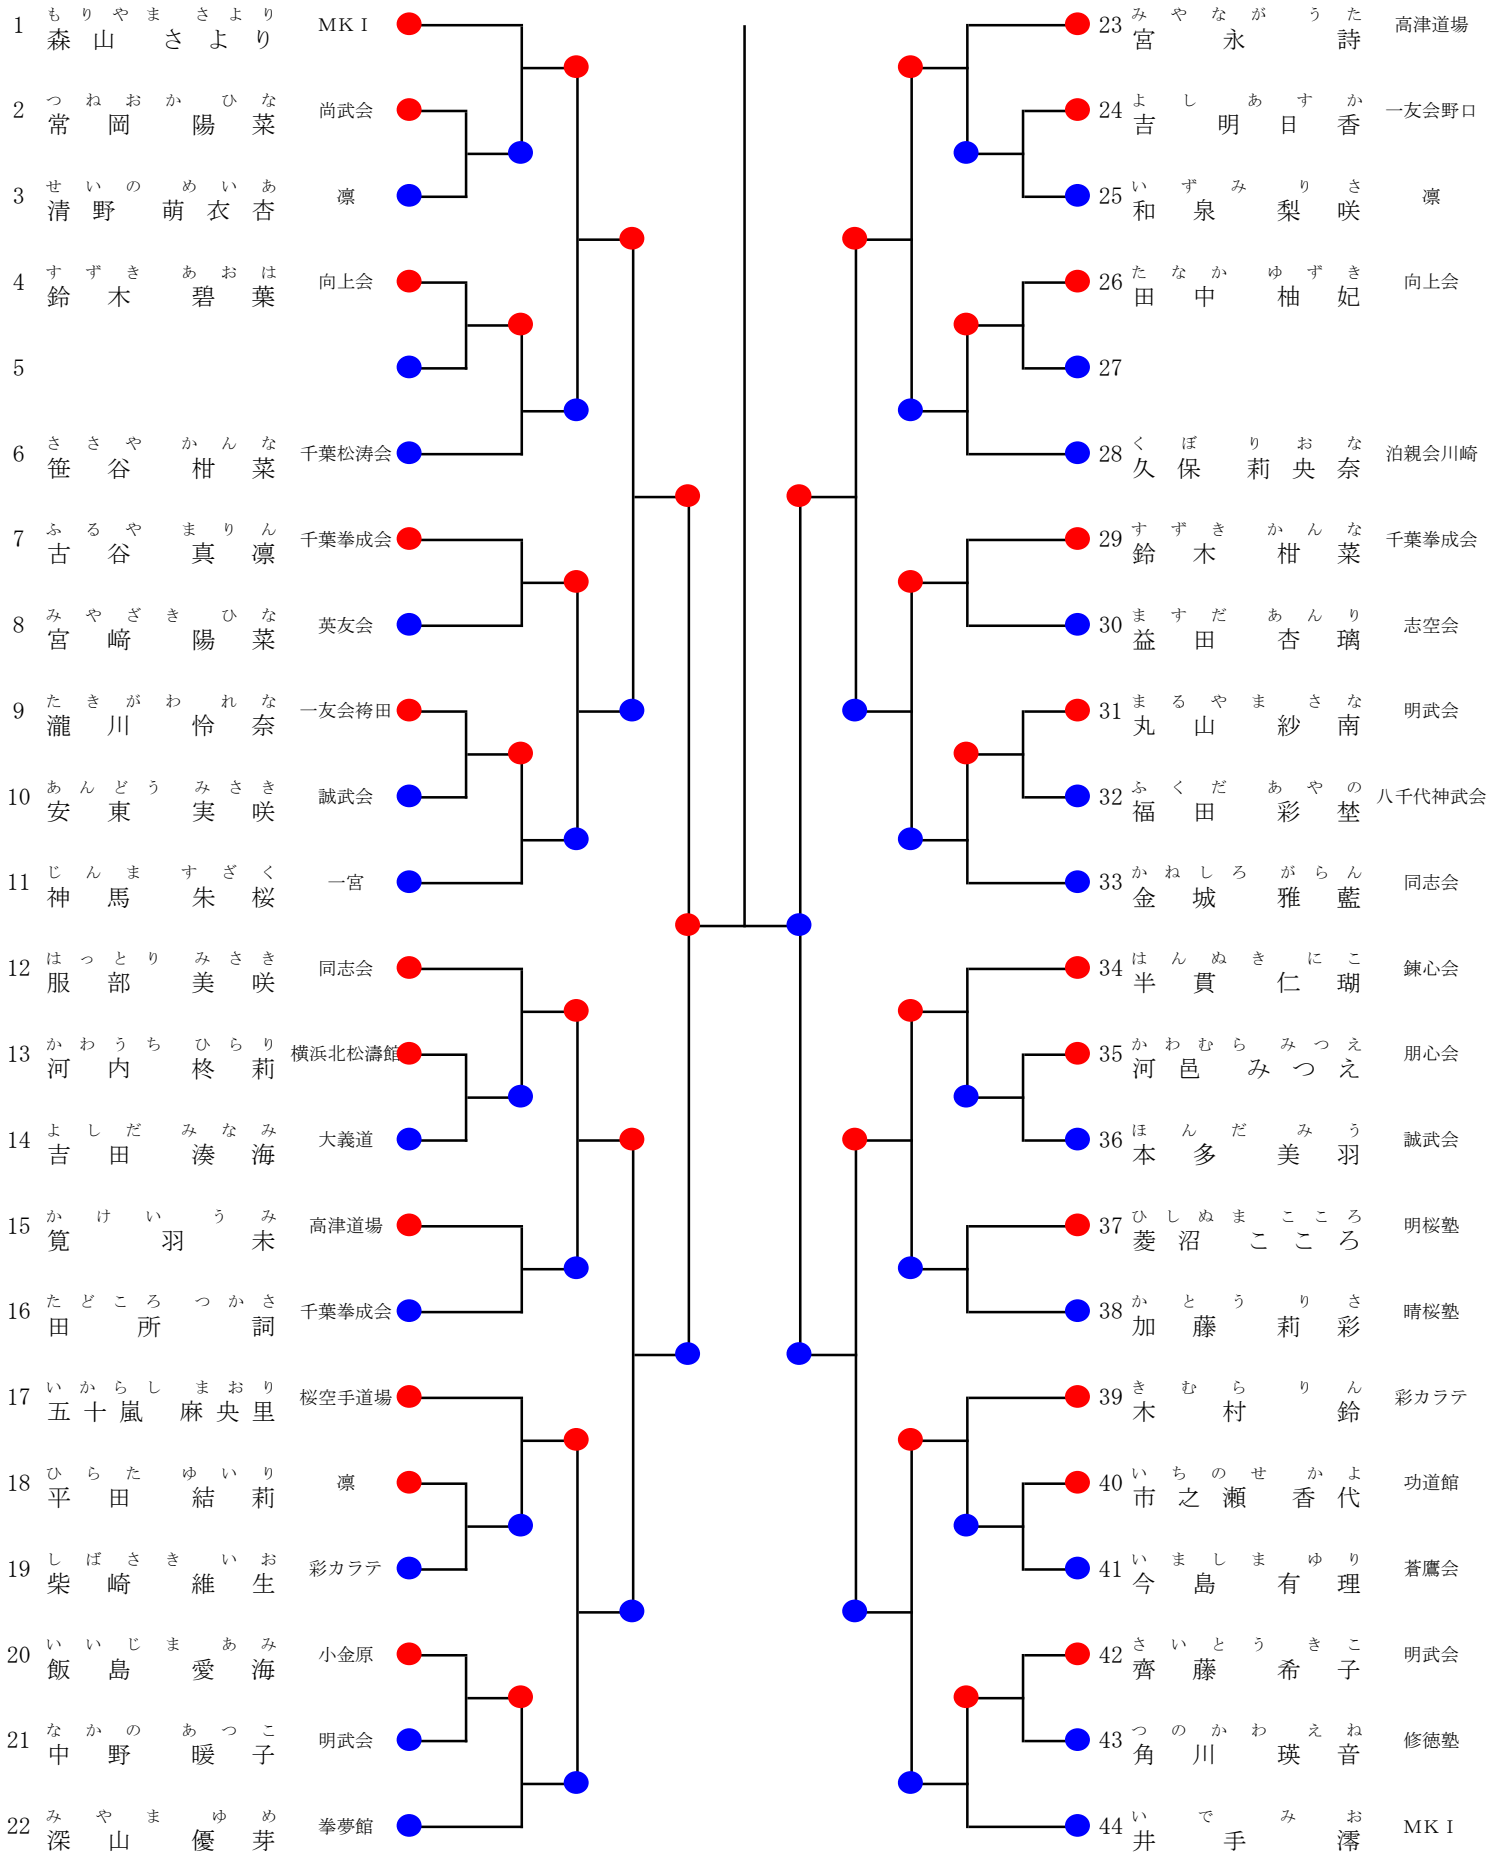 もりやま さより
1 森山 さより MKⅠ
つねおか ひな
2 常岡 陽菜 尚武会
せいの めいあ
3 清野 萌衣杏 凛
すずき あおは
4 鈴木 碧葉 向上会
5
ささや かんな
6 笹谷 柑菜 千葉松涛会
ふるや まりん
7 古谷 真凛 千葉拳成会
みやざき ひな
8 宮﨑 陽菜 英友会
たきがわ れな
9 瀧川 怜奈 一友会袴田
あんどう みさき
10 安東 実咲 誠武会
じんま すざく
11 神馬 朱桜 一宮
はっとり みさき
12 服部 美咲 同志会
かわうち ひらり
13 河内 柊莉 横浜北松濤館
よしだ みなみ
14 吉田 湊海 大義道
かけい うみ
15 筧 羽未 高津道場
たどころ つかさ
16 田所 詞 千葉拳成会
いからし まおり
17 五十嵐 麻央里 桜空手道場
ひらた ゆいり
18 平田 結莉 凛
しばさき いお
19 柴崎 維生 彩カラテ
いいじま あみ
20 飯島 愛海 小金原
なかの あつこ
21 中野 暖子 明武会
みやま ゆめ
22 深山 優芽 拳夢館
みやなが うた
23 宮永 詩 高津道場
よし あすか
24 吉 明日香 一友会野口
いずみ りさ
25 和泉 梨咲 凛
たなか ゆずき
26 田中 柚妃 向上会
27
くぼ りおな
28 久保 莉央奈 泊親会川崎
すずき かんな
29 鈴木 柑菜 千葉拳成会
ますだ あんり
30 益田 杏璃 志空会
まるやま さな
31 丸山 紗南 明武会
ふくだ あやの
32 福田 彩埜 八千代神武会
かねしろ がらん
33 金城 雅藍 同志会
はんぬき にこ
34 半貫 仁瑚 錬心会
かわむら みつえ
35 河邑 みつえ 朋心会
ほんだ みう
36 本多 美羽 誠武会
ひしぬま こころ
37 菱沼 こころ 明桜塾
かとう りさ
38 加藤 莉彩 晴桜塾
きむら りん
39 木村 鈴 彩カラテ
いちのせ かよ
40 市之瀬 香代 功道館
いましま ゆり
41 今島 有理 蒼鷹会
さいとう きこ
42 齊藤 希子 明武会
つのかわ えね
43 角川 瑛音 修徳塾
いで みお
44 井手 澪 MKⅠ